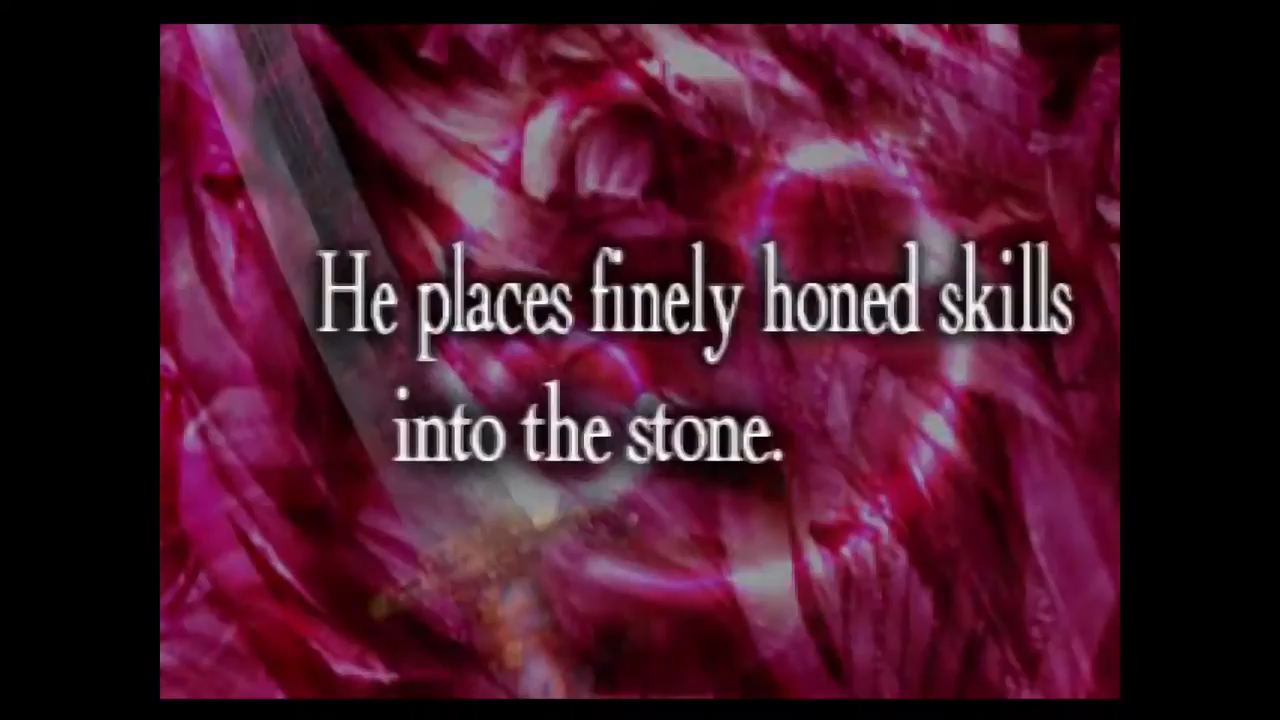 He places finely honed skills
into the stone.